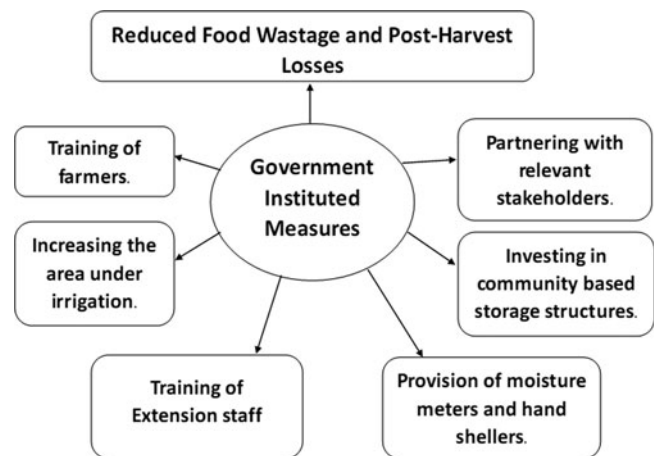 Reduced Food Wastage and Post-Harvest
Losses
Training of
farmers.
Government
Instituted
Measures
Partnering with
relevant
stakeholders.
Increasing the
area under
irrigation.
Investing in
community based
storage structures.
Training of
Extension staff
Provision of moisture
meters and hand
shellers.